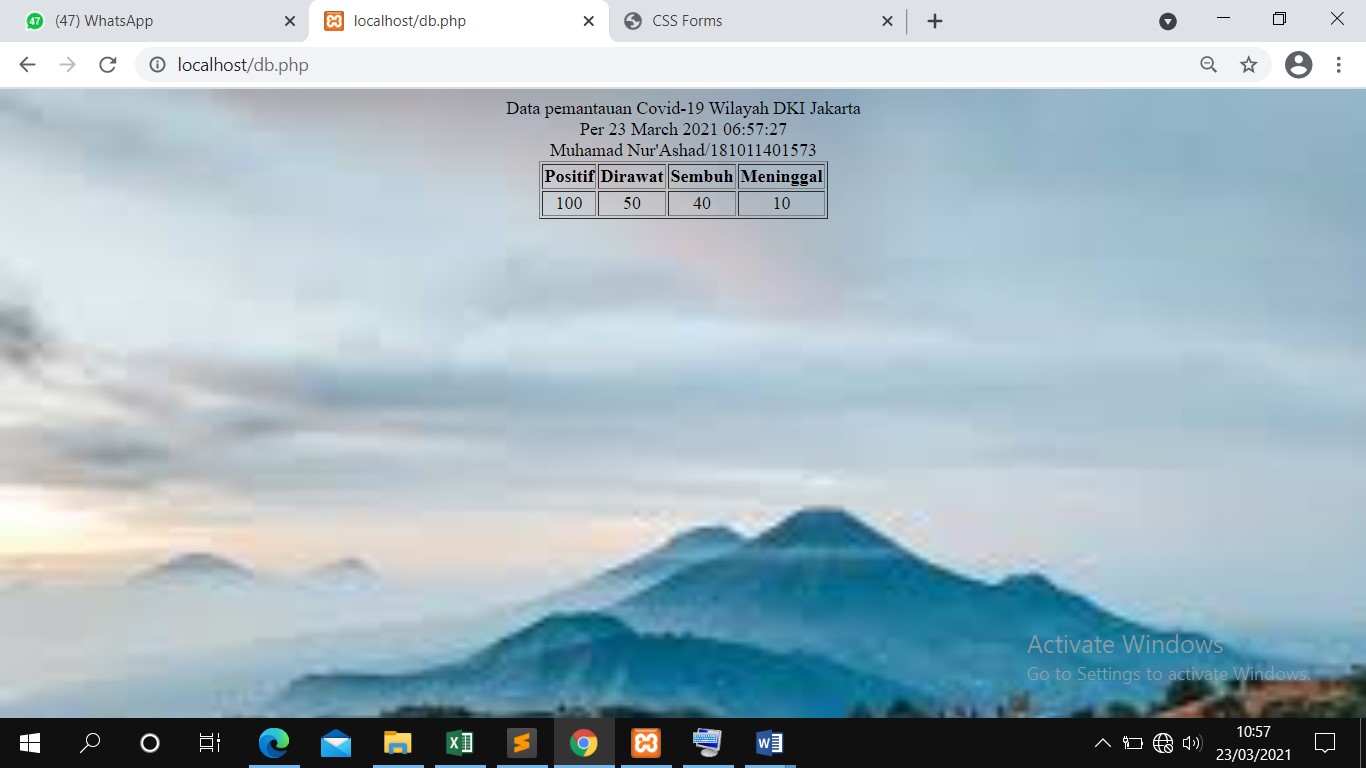 47 (47) WhatsApp
localhost/db.php
CSS Forms
localhost/db.php
Data pemantauan Covid-19 Wilayah DKI Jakarta
Per 23 March 2021 06:57:27
Muhamad Nur'Ashad/181011401573
Positif Dirawat Sembuh Meninggal
100 50 40 10
Activate Windows
Go to Settings to activate Windows.
10:57
23/03/2021